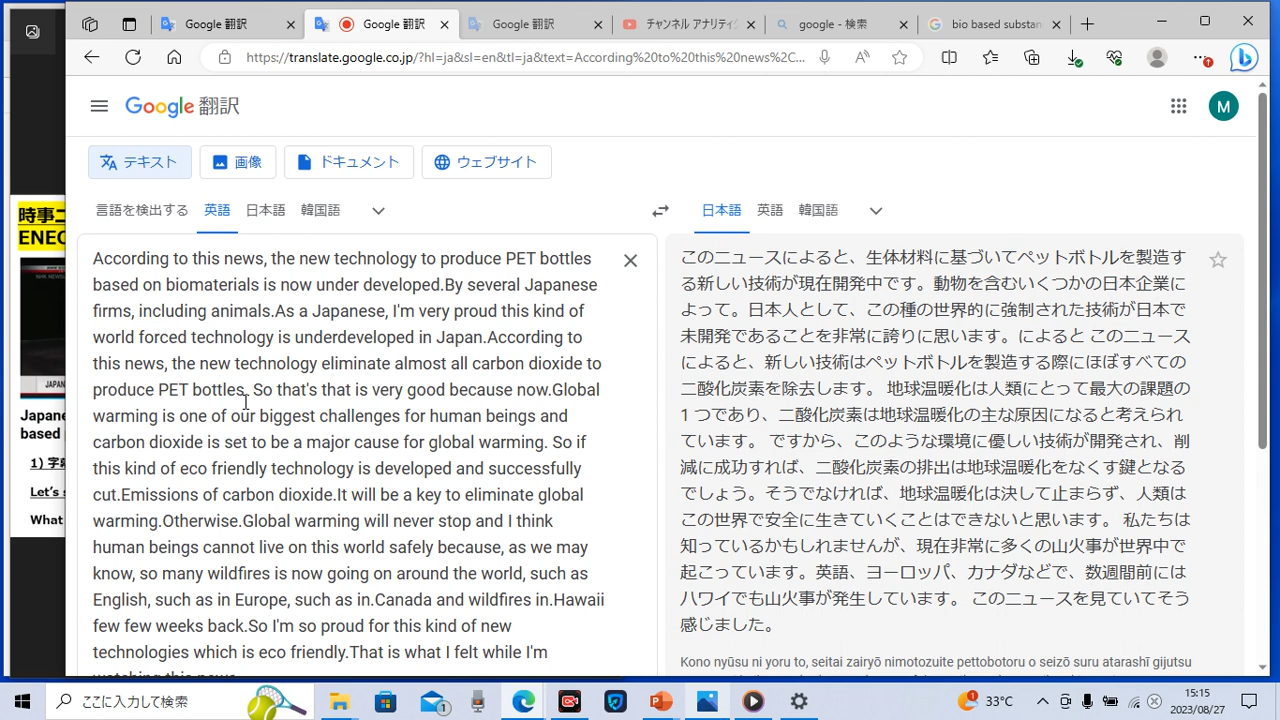 Google 翻訳
Google 翻訳
Google 翻訳
チャンネル アナリティ
google - 検索
bio based substan
https://translate.google.co.jp/?hl=ja&sl=en&tl=ja&text=According%20to%20this%20news%2C...
Google 翻訳
M
テキスト
画像
ドキュメント
ウェブサイト
言語を検出する 英語 日本語 韓国語
日本語 英語 韓国語
According to this news, the new technology to produce PET bottles
based on biomaterials is now under developed.By several Japanese
firms, including animals.As a Japanese, I'm very proud this kind of
world forced technology is underdeveloped in Japan.According to
this news, the new technology eliminate almost all carbon dioxide to
produce PET bottles. So that's that is very good because now.Global
warming is one of our biggest challenges for human beings and
carbon dioxide is set to be a major cause for global warming. So if
this kind of eco friendly technology is developed and successfully
cut.Emissions of carbon dioxide.It will be a key to eliminate global
warming.Otherwise.Global warming will never stop and I think
human beings cannot live on this world safely because, as we may
know, so many wildfires is now going on around the world, such as
English, such as in Europe, such as in.Canada and wildfires in.Hawaii
few few weeks back.So I'm so proud for this kind of new
technologies which is eco friendly.That is what I felt while I'm
watching this news.
このニュースによると、生体材料に基づいてペットボトルを製造す
る新しい技術が現在開発中です。動物を含むいくつかの日本企業に
よって。日本人として、この種の世界的に強制された技術が日本で
未開発であることを非常に誇りに思います。によると このニュース
によると、新しい技術はペットボトルを製造する際にほぼすべての
二酸化炭素を除去します。 地球温暖化は人類にとって最大の課題の
1 つであり、二酸化炭素は地球温暖化の主な原因になると考えられ
ています。 ですから、このような環境に優しい技術が開発され、削
減に成功すれば、二酸化炭素の排出は地球温暖化をなくす鍵となる
でしょう。そうでなければ、地球温暖化は決して止まらず、人類は
この世界で安全に生きていくことはできないと思います。 私たちは
知っているかもしれませんが、現在非常に多くの山火事が世界中で
起こっています。英語、ヨーロッパ、カナダなどで、数週間前には
ハワイでも山火事が発生しています。 このニュースを見ていてそう
感じました。
Kono nyūsu ni yoru to, seitai zairyō nimotozuite pettobotoru o seizō suru atarashī gijutsu
時事ニ
ENEO
JAPAN
Japane
based
1) 字幕
Let's s
What
ここに入力して検索
1
33°C
15:15
2023/08/27